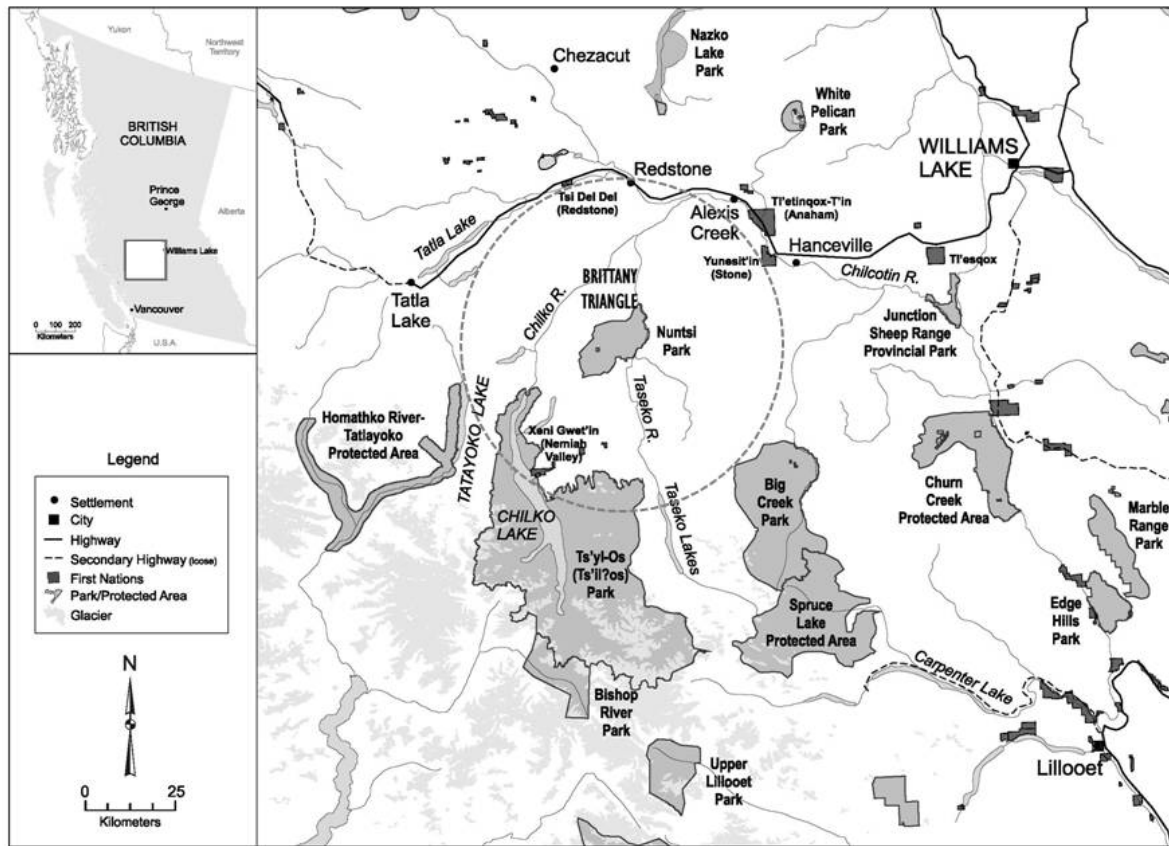 Yukon
Northwest
Territory
BRITISH
COLUMBIA
Prince
George
Alberta
Williams Lake
Vancouver
0 100 200
Kilometers
U.S.A.
Legend
Settlement
City
Highway
Secondary Highway (loose)
First Nations
Park/Protected Area
Glacier
N
0 25
Kilometers
Chezacut
Nazko
Lake
Park
White
Pelican
Park
WILLIAMS
LAKE
Redstone
Tsi Del Del
(Redstone)
Alexis
Creek
Tl'etinqox-T'in
(Anaham)
Hanceville
Yunesit'in
(Stone)
Tl'esqox
Chilcotin R.
Tatla Lake
Tatla
Lake
BRITTANY
TRIANGLE
Chilko R.
Nuntsi
Park
Junction
Sheep Range
Provincial Park
Homathko River-
Tatlayoko
Protected Area
TATAYOKO LAKE
Xeni Gwet'in
(Nemiah
Valley)
Taseko R.
CHILKO
LAKE
Taseko Lakes
Big
Creek
Park
Churn
Creek
Protected Area
Marble
Range
Park
Ts'yl-Os
(Ts'il?os)
Park
Spruce
Lake
Protected Area
Edge
Hills
Park
Bishop
River
Park
Carpenter Lake
Upper
Lillooet
Park
Lillooet